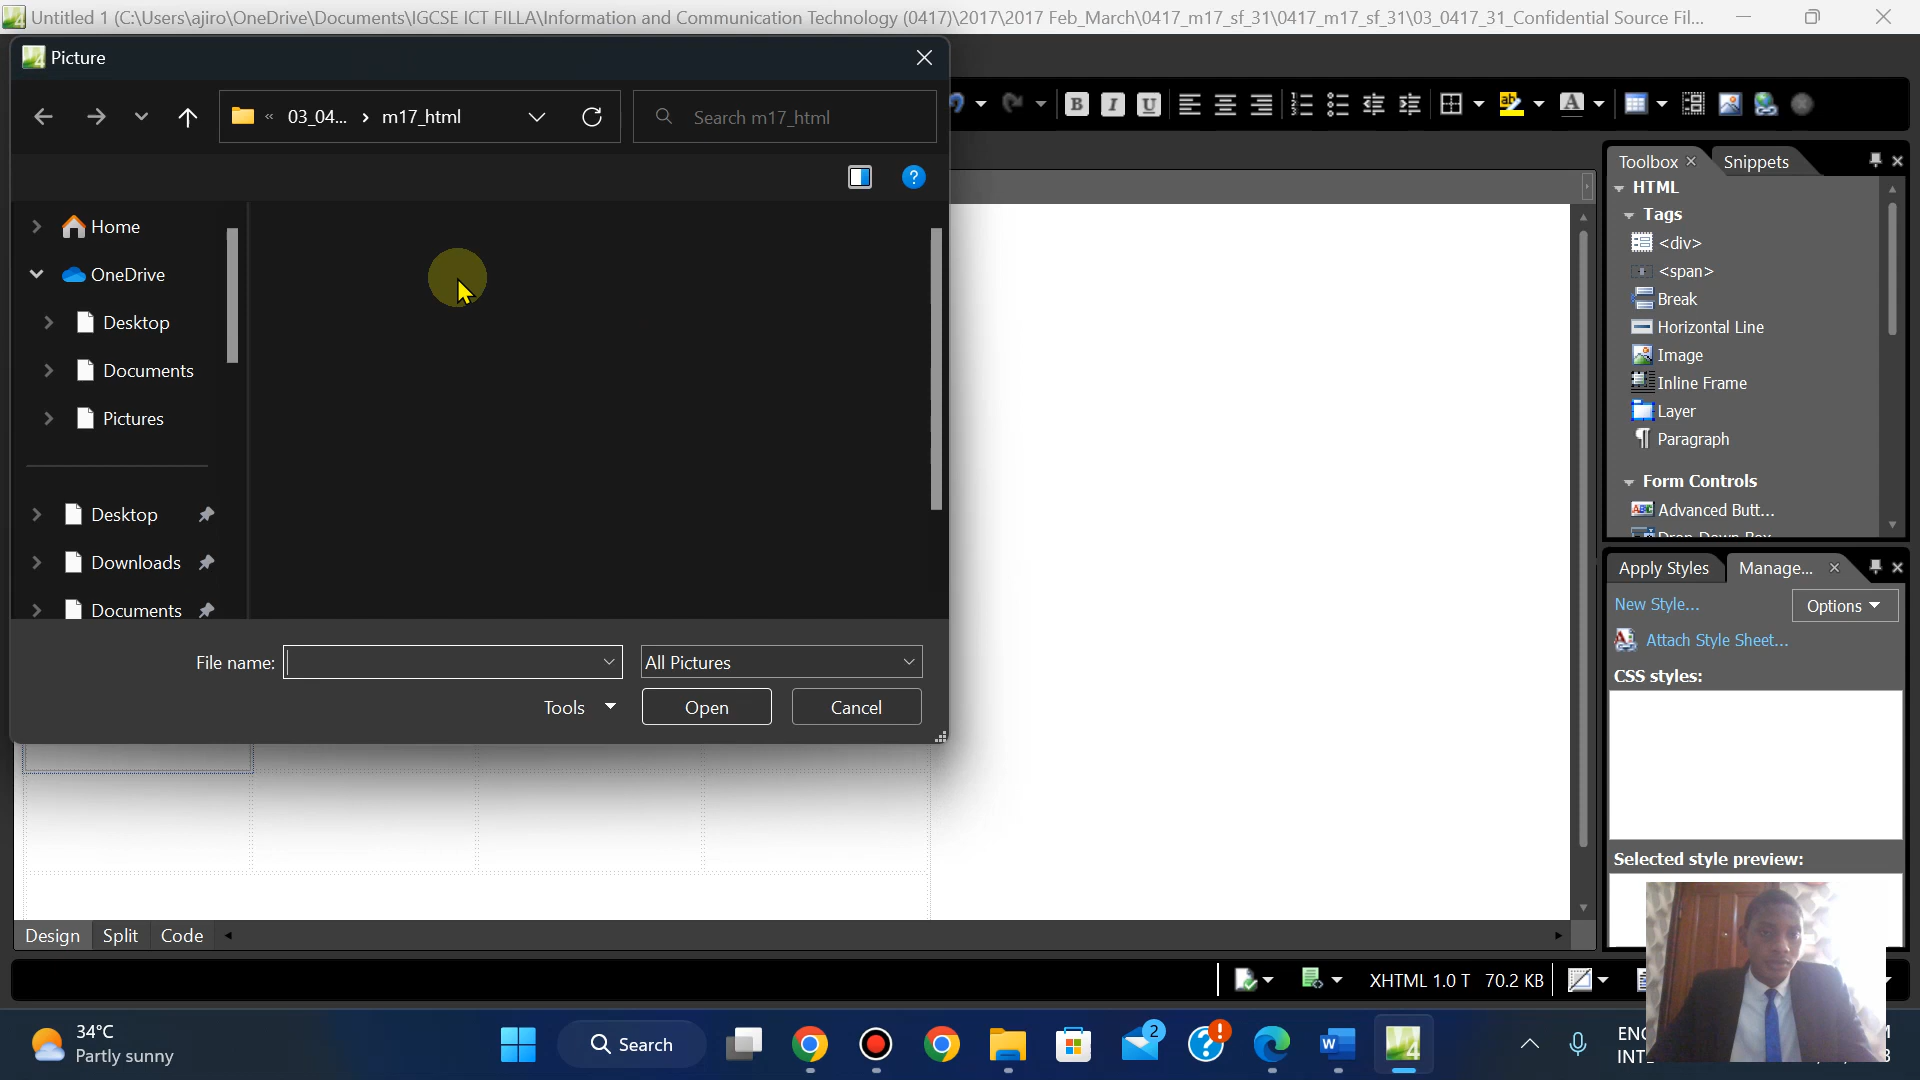 Untitled 1 (C:\Users\ajiro\OneDrive\Documents\IGCSE ICT FILLA\Information and Communication Technology (0417)\2017\2017 Feb_March\0417_m17_sf_31\0417_m17_sf_31\03_0417_31_Confidential Source Fil...
Picture
03_04...
m17_html
Search m17_html
Home
OneDrive
Desktop
Documents
Pictures
Desktop
Downloads
Documents
File name:
All Pictures
Tools
Open
Cancel
Toolbox
Snippets
HTML
Tags
<div>
<span>
Break
Horizontal Line
Image
Inline Frame
Layer
Paragraph
Form Controls
Advanced Butt...
Apply Styles
Manage...
New Style...
Options
Attach Style Sheet...
CSS styles:
Selected style preview:
Design
Split
Code
XHTML 1.0 T
70.2 KB
34°C
Partly sunny
Search
2